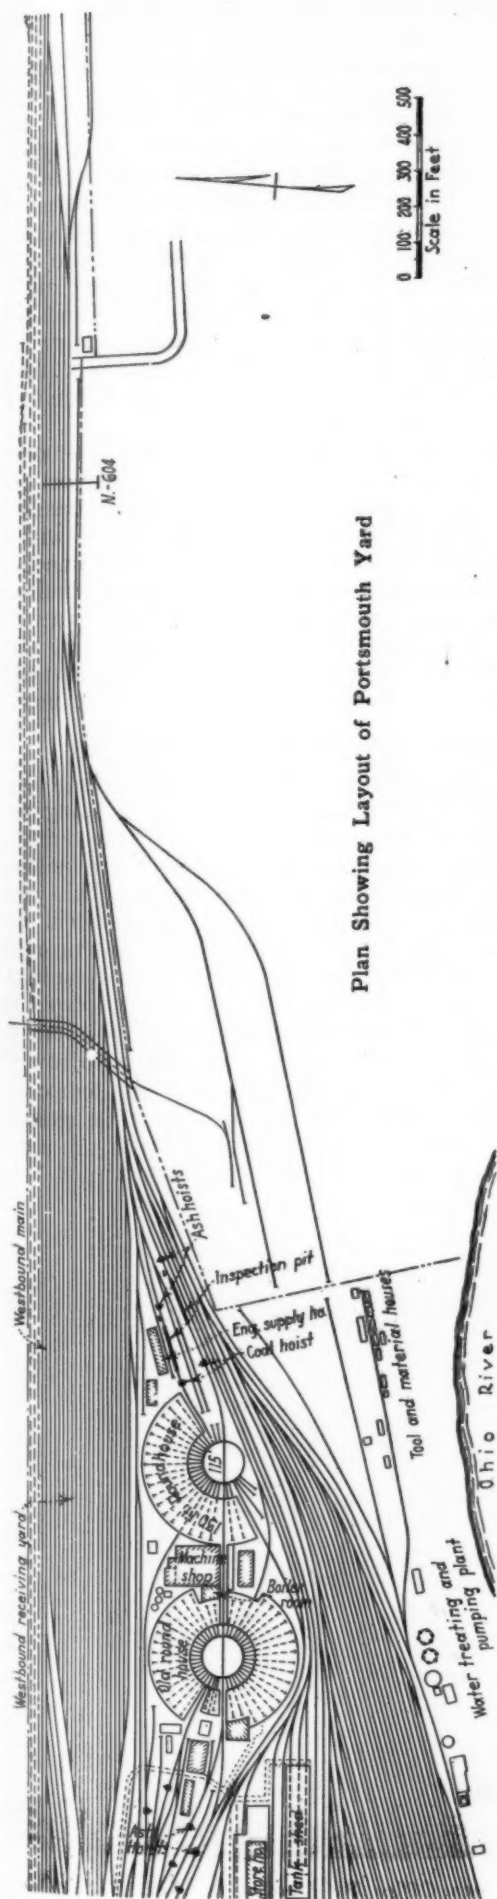 Westbound receiving yard
Westbound main
N.-604
Ash hoists
Inspection pit
Eng. supply ho.
Coal hoist
115
Machine
shop
Boiler
room
Old round
house
Store ho.
Tank shed
Tool and material houses
Water treating and
pumping plant
Ohio River
Plan Showing Layout of Portsmouth Yard
0 100 200 300 400 500
Scale in Feet